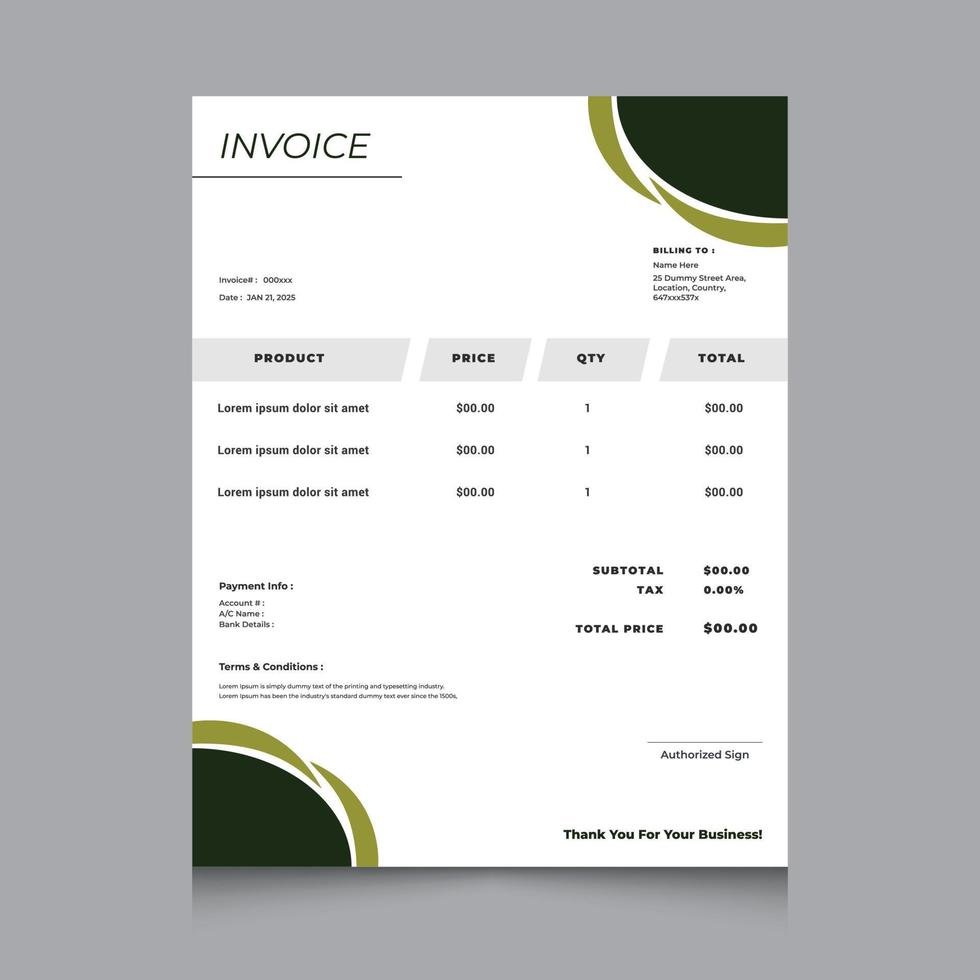 INVOICE
BILLING TO :
Name Here
25 Dummy Street Area,
Location, Country,
647xxx537x
Invoice# : 000xxx
Date : JAN 21, 2025
PRODUCT PRICE QTY TOTAL
Lorem ipsum dolor sit amet $00.00 1 $00.00
Lorem ipsum dolor sit amet $00.00 1 $00.00
Lorem ipsum dolor sit amet $00.00 1 $00.00
SUBTOTAL $00.00
TAX 0.00%
TOTAL PRICE $00.00
Payment Info :
Account # :
A/C Name :
Bank Details :
Terms & Conditions :
Lorem Ipsum is simply dummy text of the printing and typesetting industry.
Lorem Ipsum has been the industry's standard dummy text ever since the 1500s,
Authorized Sign
Thank You For Your Business!